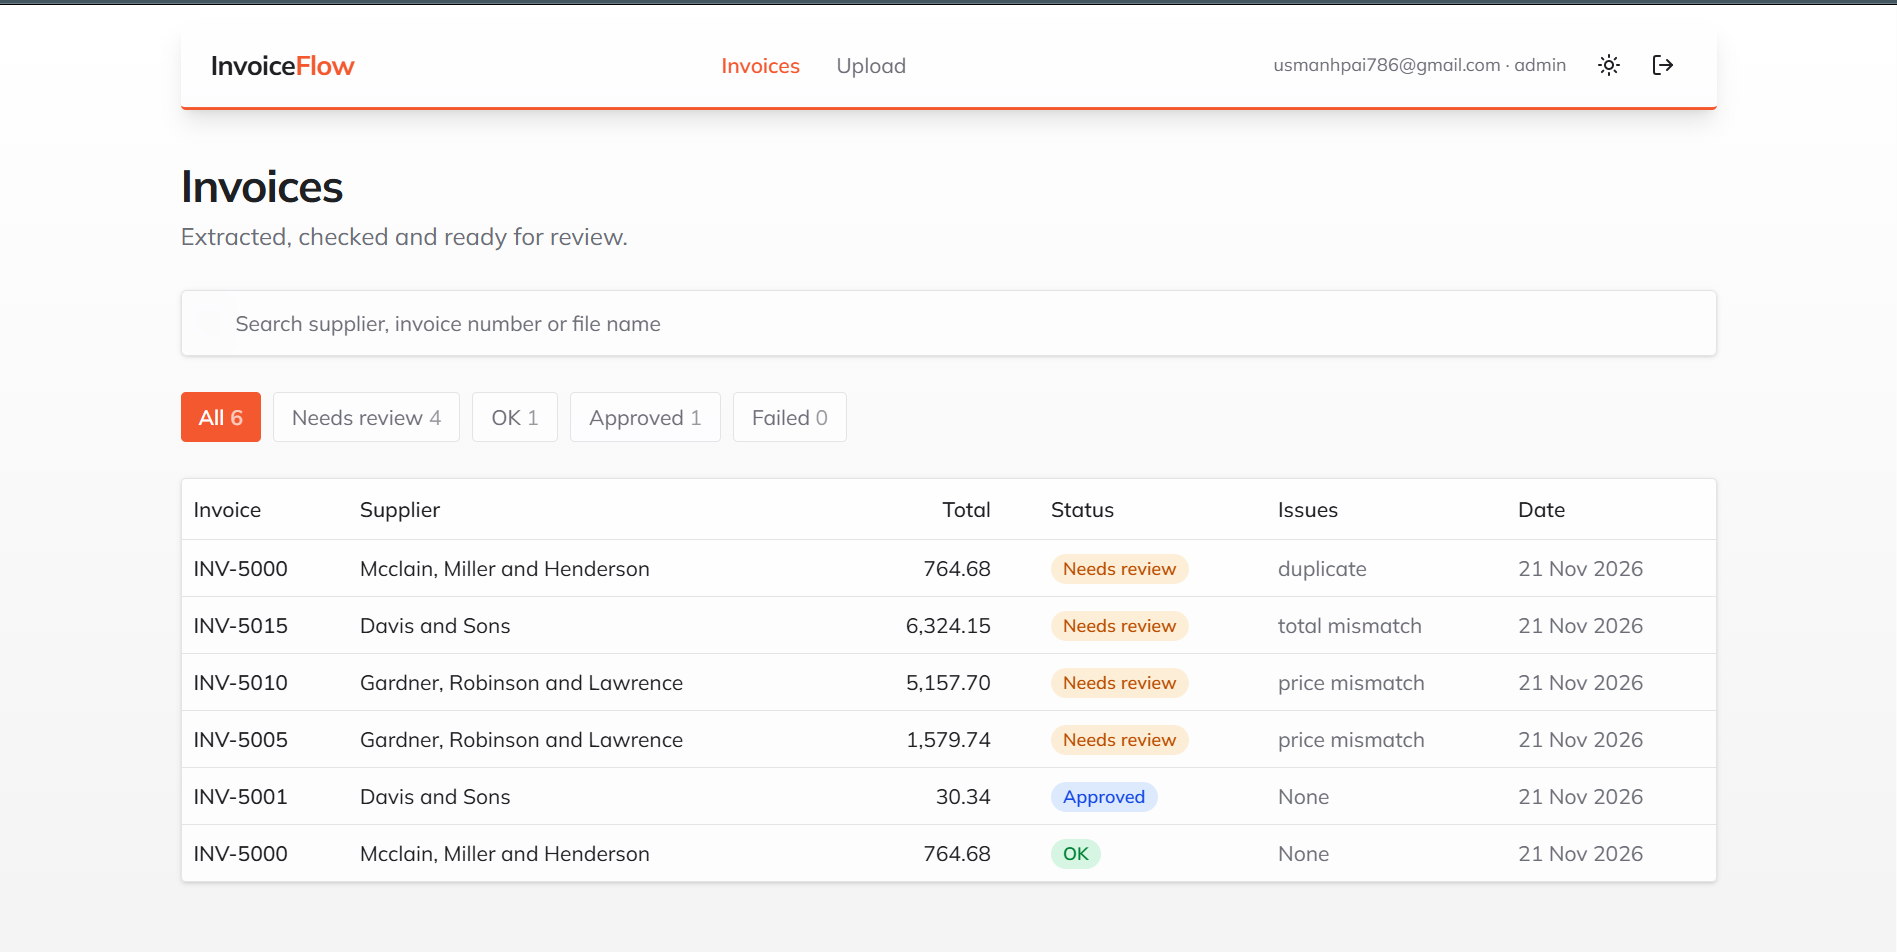 InvoiceFlow Invoices Upload usmanhpai786@gmail.com · admin
Invoices
Extracted, checked and ready for review.
Search supplier, invoice number or file name
All 6 Needs review 4 OK 1 Approved 1 Failed 0
Invoice Supplier Total Status Issues Date
INV-5000 Mcclain, Miller and Henderson 764.68 Needs review duplicate 21 Nov 2026
INV-5015 Davis and Sons 6,324.15 Needs review total mismatch 21 Nov 2026
INV-5010 Gardner, Robinson and Lawrence 5,157.70 Needs review price mismatch 21 Nov 2026
INV-5005 Gardner, Robinson and Lawrence 1,579.74 Needs review price mismatch 21 Nov 2026
INV-5001 Davis and Sons 30.34 Approved None 21 Nov 2026
INV-5000 Mcclain, Miller and Henderson 764.68 OK None 21 Nov 2026